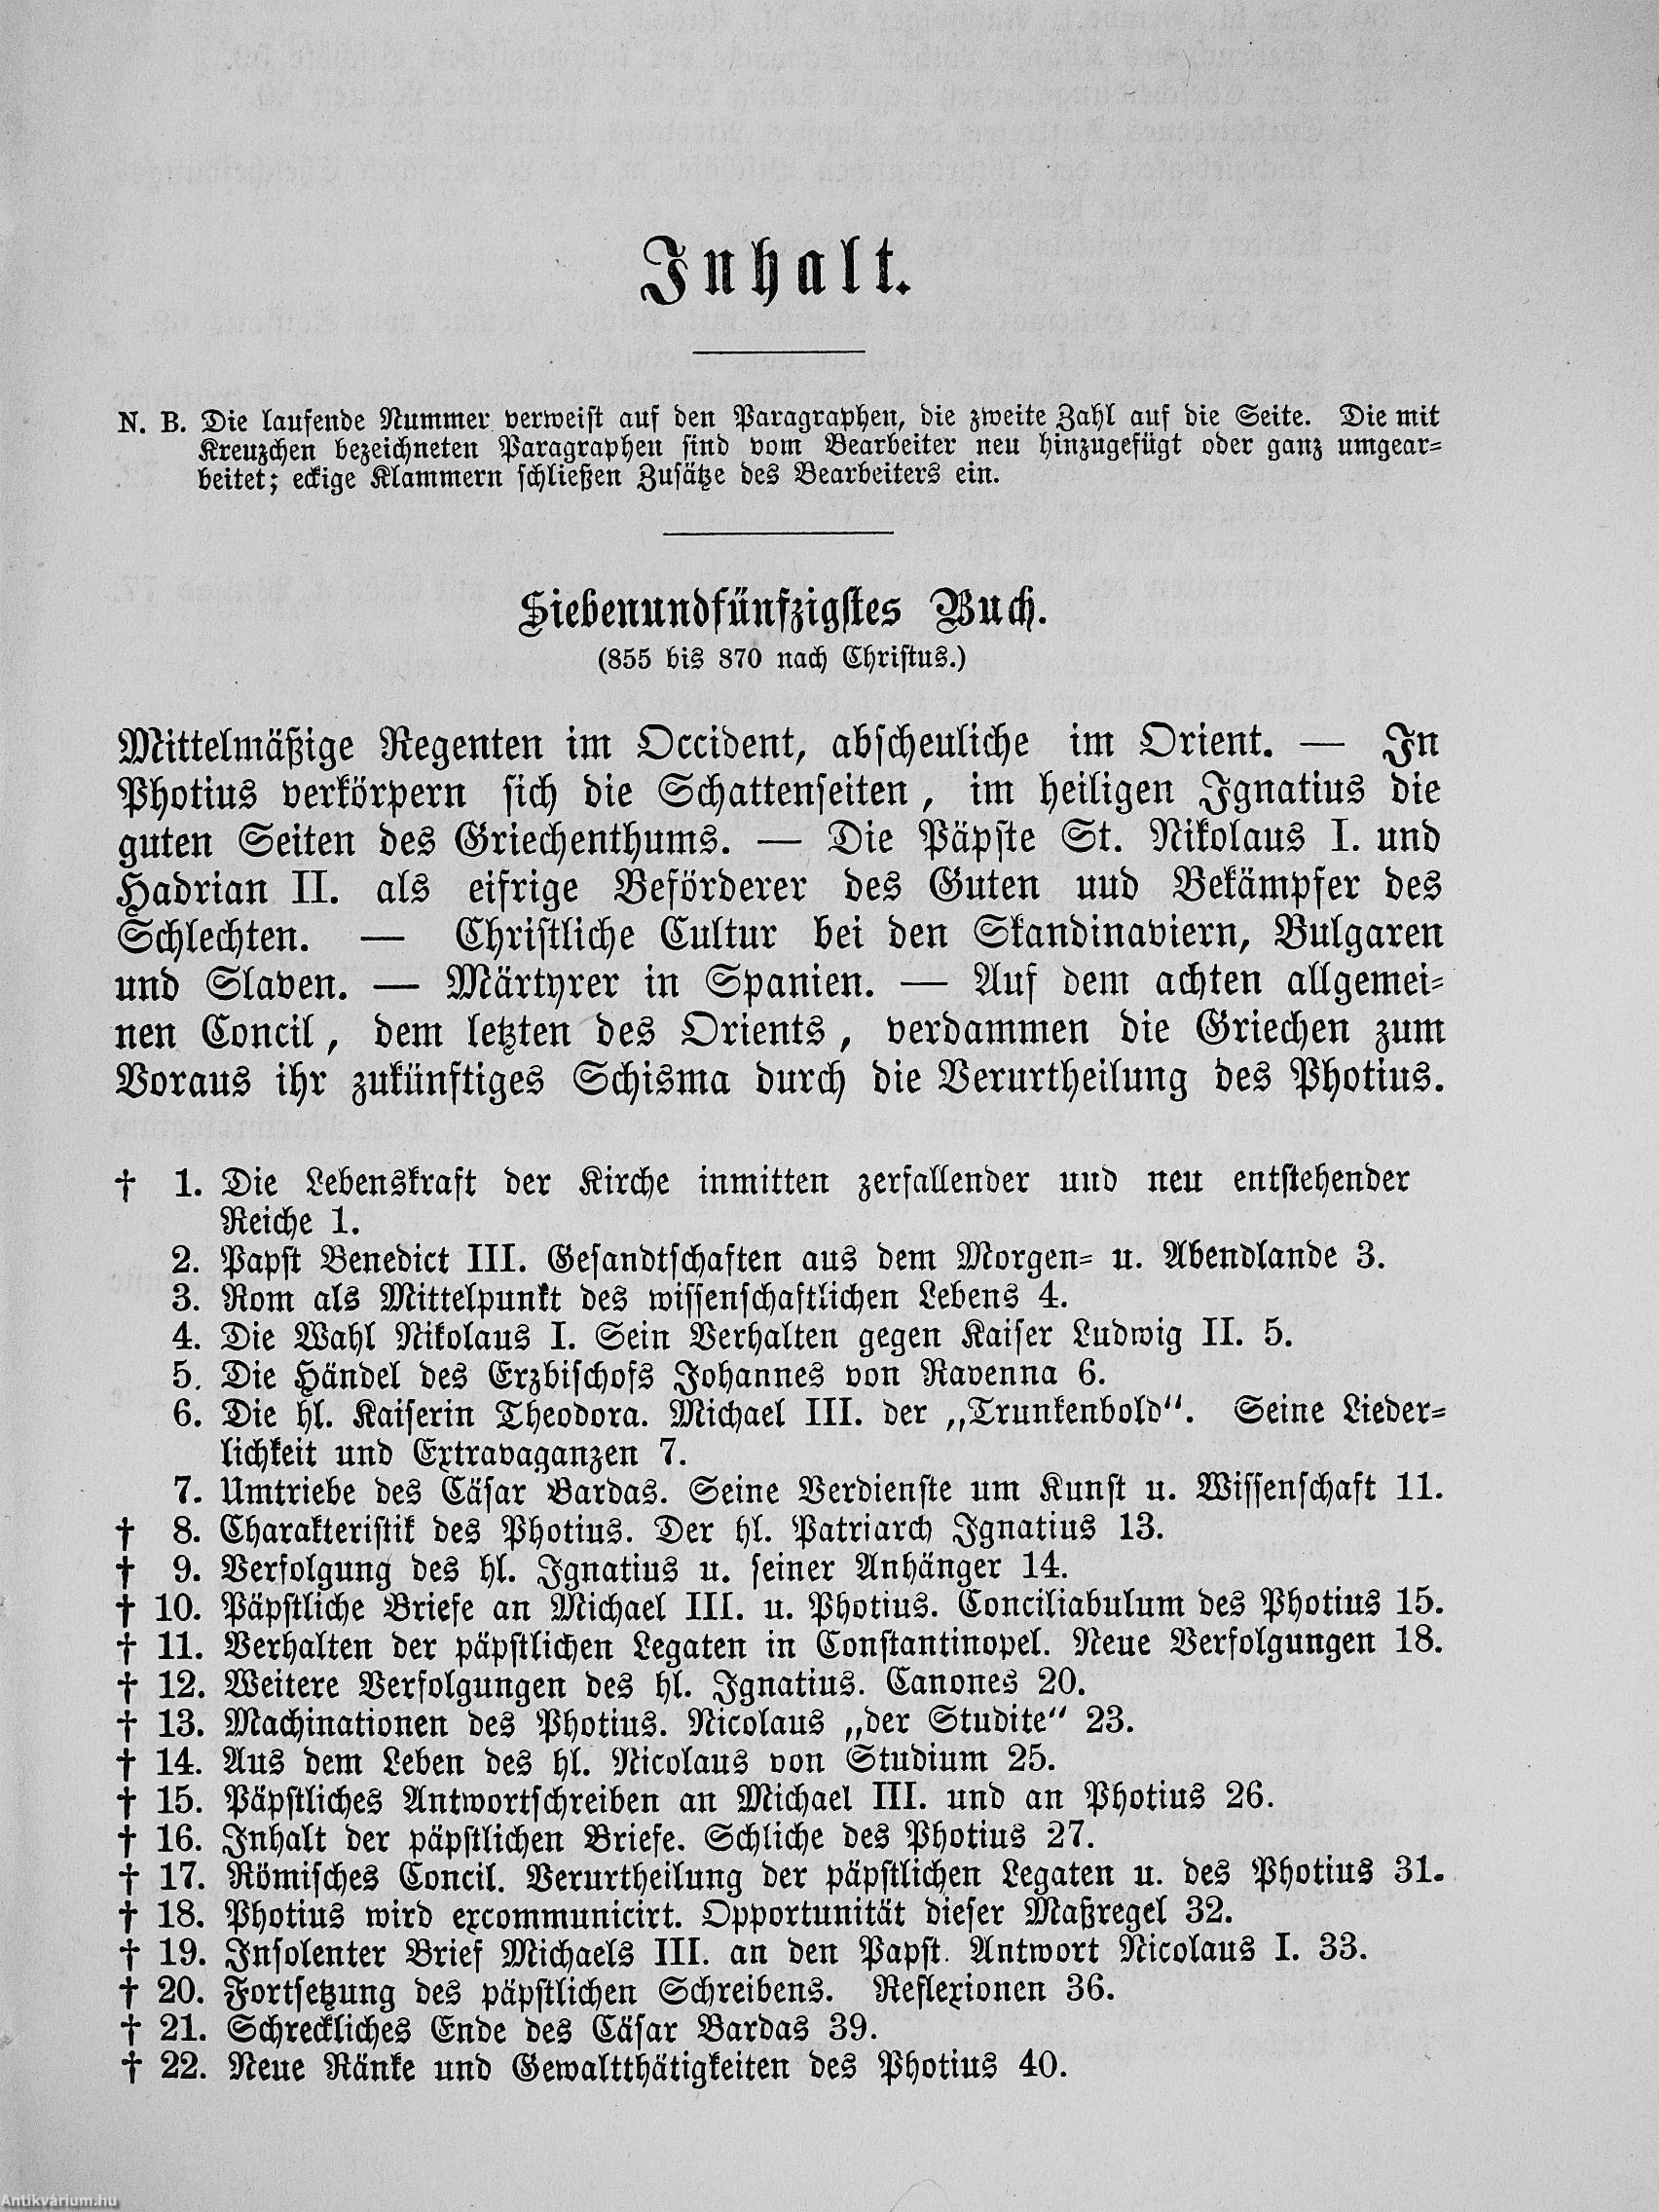 Inhalt.
N. B. Die laufende Nummer verweist auf den Paragraphen, die zweite Zahl auf die Seite. Die mit
Kreuzchen bezeichneten Paragraphen sind vom Bearbeiter neu hinzugefügt oder ganz umgear-
beitet; eckige Klammern schließen Zusätze des Bearbeiters ein.
Siebenundfünfzigstes Buch.
(855 bis 870 nach Christus.)
Mittelmäßige Regenten im Occident, abscheuliche im Orient. — In
Photius verkörpern sich die Schattenseiten, im heiligen Ignatius die
guten Seiten des Griechenthums. — Die Päpste St. Nikolaus I. und
Hadrian II. als eifrige Beförderer des Guten uud Bekämpfer des
Schlechten. — Christliche Cultur bei den Skandinaviern, Bulgaren
und Slaven. — Märtyrer in Spanien. — Auf dem achten allgemei-
nen Concil, dem letzten des Orients, verdammen die Griechen zum
Voraus ihr zukünftiges Schisma durch die Verurtheilung des Photius.
† 1. Die Lebenskraft der Kirche inmitten zerfallender und neu entstehender
Reiche 1.
2. Papst Benedict III. Gesandtschaften aus dem Morgen- u. Abendlande 3.
3. Rom als Mittelpunkt des wissenschaftlichen Lebens 4.
4. Die Wahl Nikolaus I. Sein Verhalten gegen Kaiser Ludwig II. 5.
5. Die Händel des Erzbischofs Johannes von Ravenna 6.
6. Die hl. Kaiserin Theodora. Michael III. der „Trunkenbold“. Seine Lieder-
lichkeit und Extravaganzen 7.
7. Umtriebe des Cäsar Bardas. Seine Verdienste um Kunst u. Wissenschaft 11.
† 8. Charakteristik des Photius. Der hl. Patriarch Ignatius 13.
† 9. Verfolgung des hl. Ignatius u. seiner Anhänger 14.
† 10. Päpstliche Briefe an Michael III. u. Photius. Conciliabulum des Photius 15.
† 11. Verhalten der päpstlichen Legaten in Constantinopel. Neue Verfolgungen 18.
† 12. Weitere Verfolgungen des hl. Ignatius. Canones 20.
† 13. Machinationen des Photius. Nicolaus „der Studite“ 23.
† 14. Aus dem Leben des hl. Nicolaus von Studium 25.
† 15. Päpstliches Antwortschreiben an Michael III. und an Photius 26.
† 16. Inhalt der päpstlichen Briefe. Schliche des Photius 27.
† 17. Römisches Concil. Verurtheilung der päpstlichen Legaten u. des Photius 31.
† 18. Photius wird excommunicirt. Opportunität dieser Maßregel 32.
† 19. Insolenter Brief Michaels III. an den Papst. Antwort Nicolaus I. 33.
† 20. Fortsetzung des päpstlichen Schreibens. Reflexionen 36.
† 21. Schreckliches Ende des Cäsar Bardas 39.
† 22. Neue Ränke und Gewaltthätigkeiten des Photius 40.
Antikvárium.hu